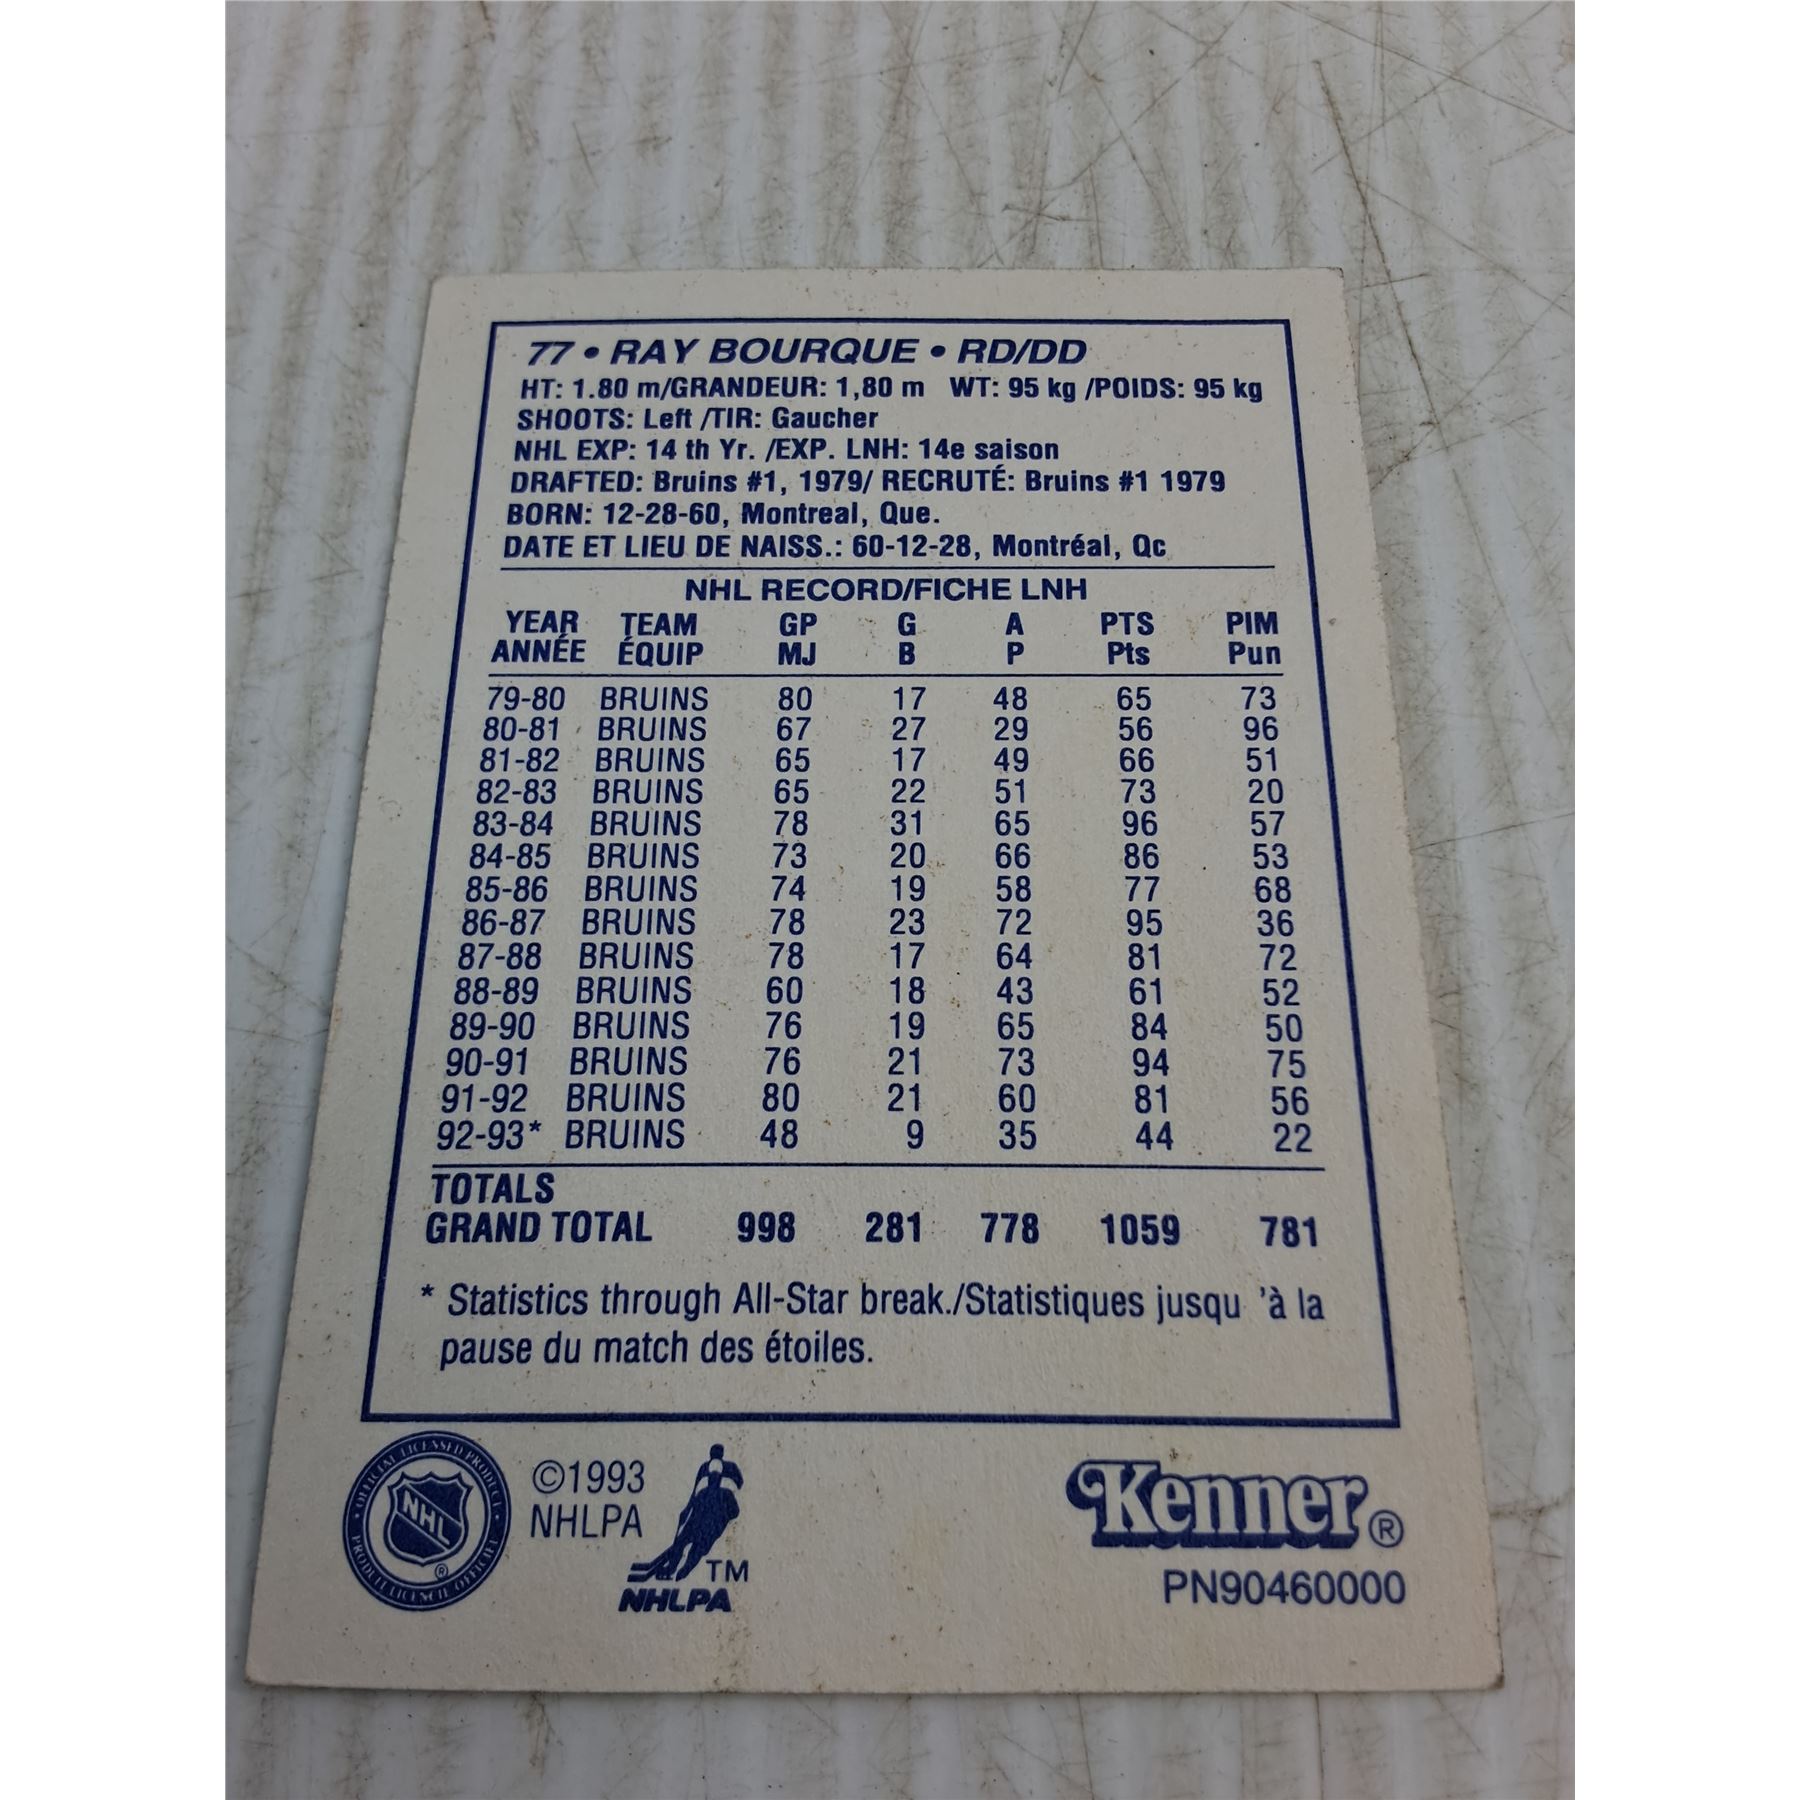 77 • RAY BOURQUE • RD/DD
HT: 1.80 m/GRANDEUR: 1,80 m WT: 95 kg /POIDS: 95 kg
SHOOTS: Left /TIR: Gaucher
NHL EXP: 14 th Yr. /EXP. LNH: 14e saison
DRAFTED: Bruins #1, 1979/ RECRUTÉ: Bruins #1 1979
BORN: 12-28-60, Montreal, Que.
DATE ET LIEU DE NAISS.: 60-12-28, Montréal, Qc
NHL RECORD/FICHE LNH
YEAR TEAM GP G A PTS PIM
ANNÉE ÉQUIP MJ B P Pts Pun
79-80 BRUINS 80 17 48 65 73
80-81 BRUINS 67 27 29 56 96
81-82 BRUINS 65 17 49 66 51
82-83 BRUINS 65 22 51 73 20
83-84 BRUINS 78 31 65 96 57
84-85 BRUINS 73 20 66 86 53
85-86 BRUINS 74 19 58 77 68
86-87 BRUINS 78 23 72 95 36
87-88 BRUINS 78 17 64 81 72
88-89 BRUINS 60 18 43 61 52
89-90 BRUINS 76 19 65 84 50
90-91 BRUINS 76 21 73 94 75
91-92 BRUINS 80 21 60 81 56
92-93* BRUINS 48 9 35 44 22
TOTALS
GRAND TOTAL 998 281 778 1059 781
* Statistics through All-Star break./Statistiques jusqu 'à la
pause du match des étoiles.
OFFICIAL LICENSED PRODUCT
NHL ®
PRODUIT LICENCIE OFFICIEL
©1993
NHLPA
TM
NHLPA
Kenner®
PN90460000